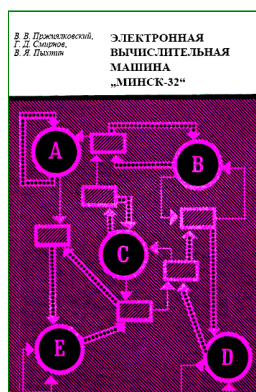 В. В. Пржиялковский,
Г. Д. Смирнов,
В. Я. Пыхтин
ЭЛЕКТРОННАЯ
ВЫЧИСЛИТЕЛЬНАЯ
МАШИНА
„МИНСК-32“
A
B
C
E
D